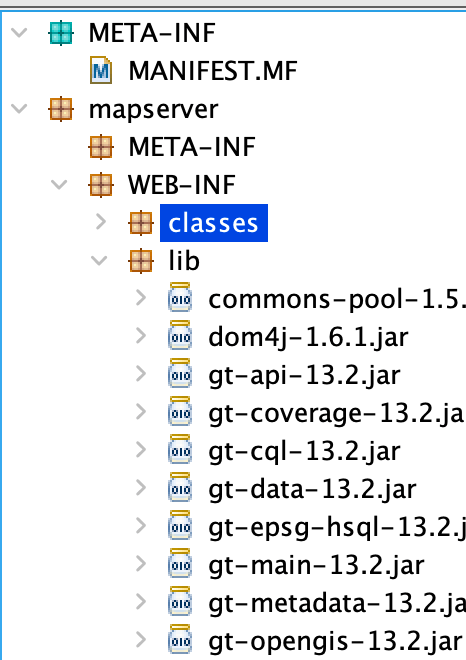 META-INF
MANIFEST.MF
mapserver
META-INF
WEB-INF
classes
lib
commons-pool-1.5.
dom4j-1.6.1.jar
gt-api-13.2.jar
gt-coverage-13.2.ja
gt-cql-13.2.jar
gt-data-13.2.jar
gt-epsg-hsql-13.2.j
gt-main-13.2.jar
gt-metadata-13.2.ja
gt-opengis-13.2.jar